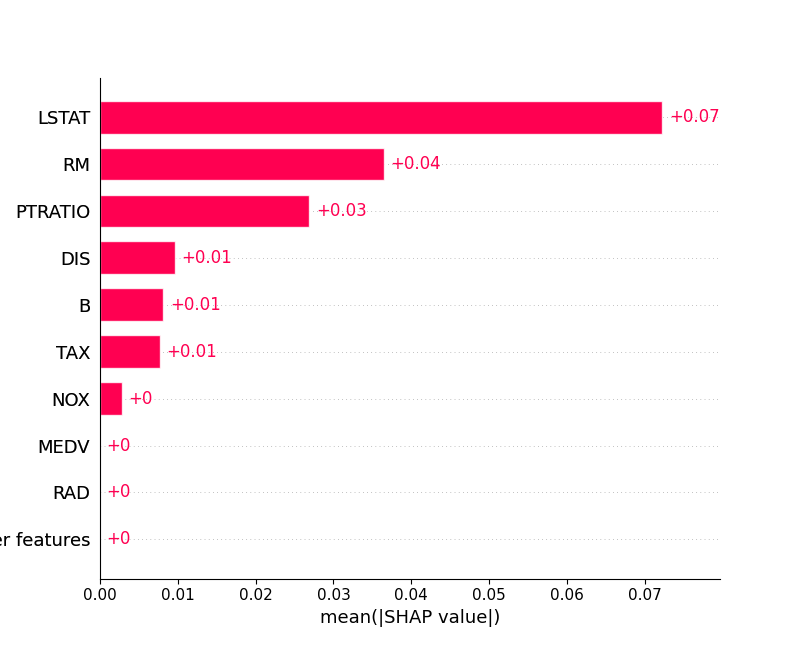 LSTAT +0.07
RM +0.04
PTRATIO +0.03
DIS +0.01
B +0.01
TAX +0.01
NOX +0
MEDV +0
RAD +0
features +0
0.00 0.01 0.02 0.03 0.04 0.05 0.06 0.07
mean(|SHAP value|)